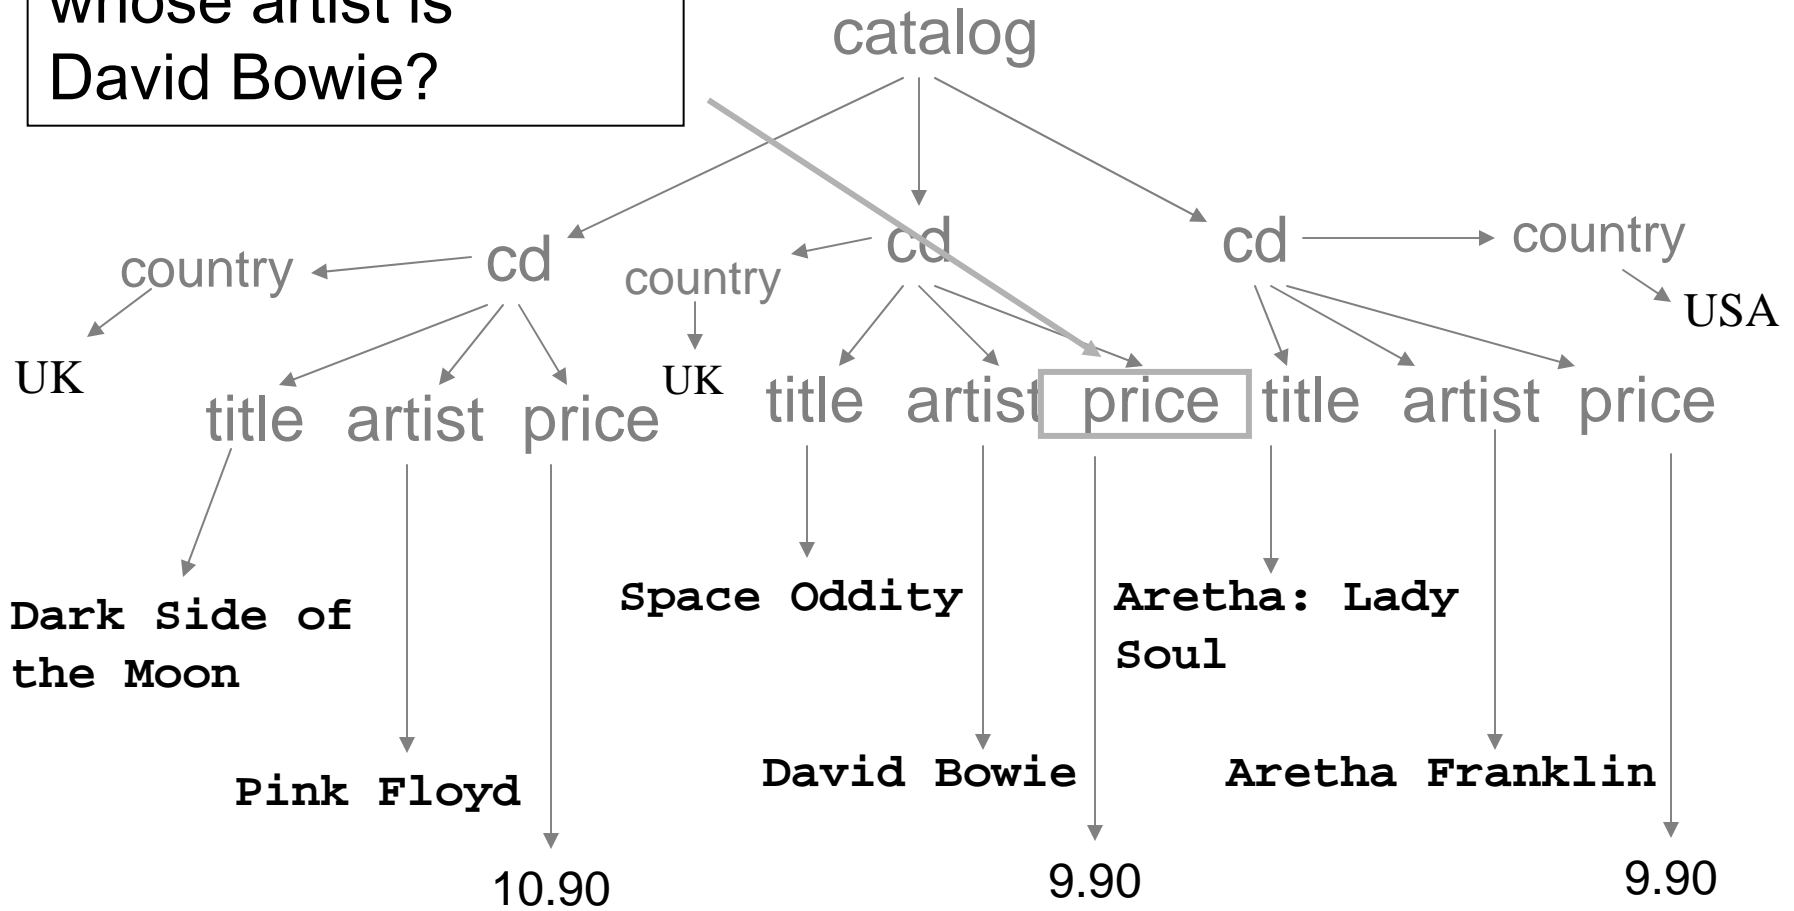 whose artist is
David Bowie?
catalog
country
cd
country
cd
cd
country
UK
UK
USA
title artist price
title artist price
title artist price
Dark Side of
the Moon
Space Oddity
Aretha: Lady
Soul
Pink Floyd
David Bowie
Aretha Franklin
10.90
9.90
9.90